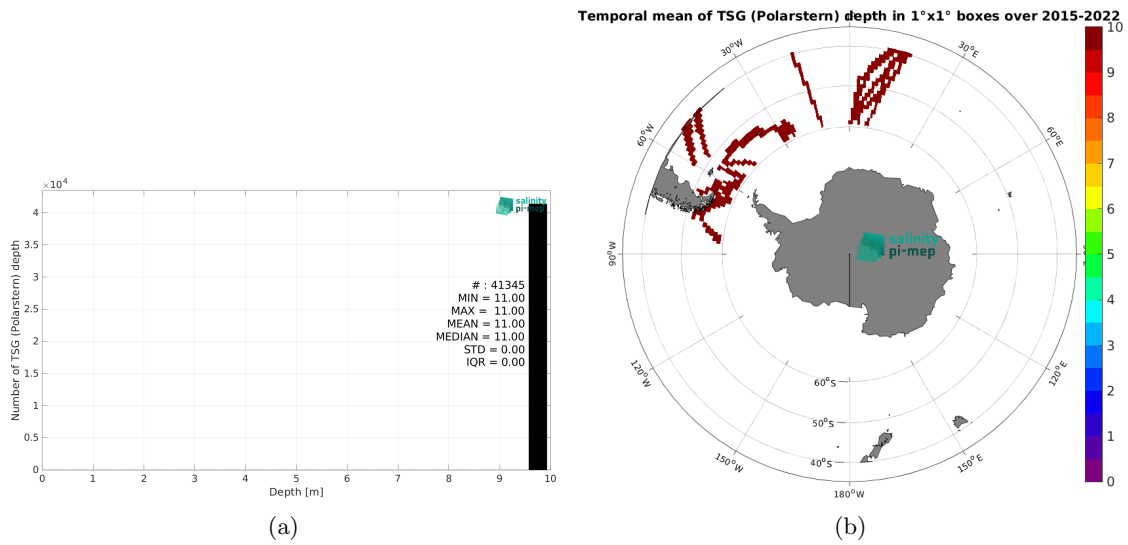 ×10⁴
4
3.5
3
2.5
2
1.5
1
0.5
0
Number of TSG (Polarstern) depth
salinity
pi-mep
# : 41345
MIN = 11.00
MAX = 11.00
MEAN = 11.00
MEDIAN = 11.00
STD = 0.00
IQR = 0.00
0 1 2 3 4 5 6 7 8 9 10
Depth [m]
(a)
Temporal mean of TSG (Polarstern) depth in 1°x1° boxes over 2015-2022
30°W
30°E
60°W
60°E
90°W
salinity
pi-mep
120°W
120°E
60°S
50°S
40°S
150°W
150°E
180°W
10
9
8
7
6
5
4
3
2
1
0
(b)